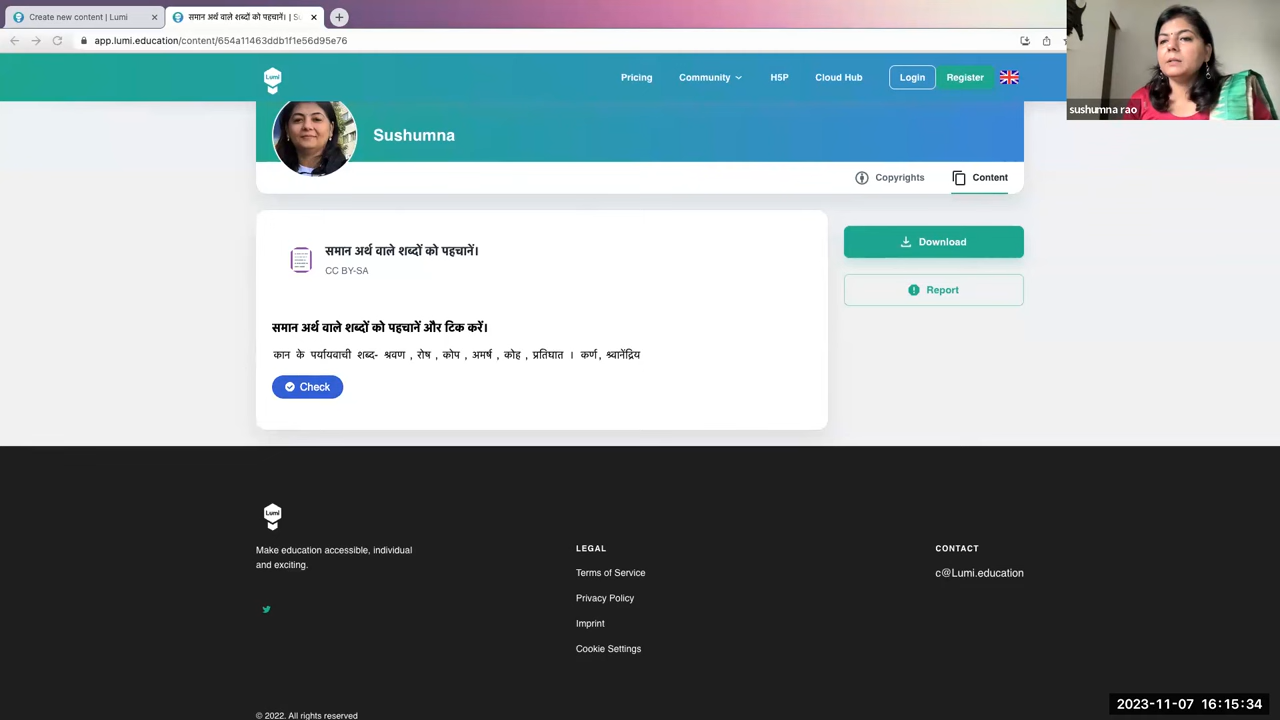 Create new content | Lumi
समान अर्थ वाले शब्दों को पहचानें। | Su
app.lumi.education/content/654a11463ddb1f1e56d95e76
Lumi
Pricing
Community
H5P
Cloud Hub
Login
Register
sushumna rao
Sushumna
Copyrights
Content
समान अर्थ वाले शब्दों को पहचानें।
CC BY-SA
Download
Report
समान अर्थ वाले शब्दों को पहचानें और टिक करें।
कान के पर्यायवाची शब्द- श्रवण , रोष , कोप , अमर्ष , कोह , प्रतिघात । कर्ण, श्र्वानेंद्रिय
Check
Lumi
Make education accessible, individual
and exciting.
LEGAL
Terms of Service
Privacy Policy
Imprint
Cookie Settings
CONTACT
c@Lumi.education
© 2022. All rights reserved
2023-11-07 16:15:34